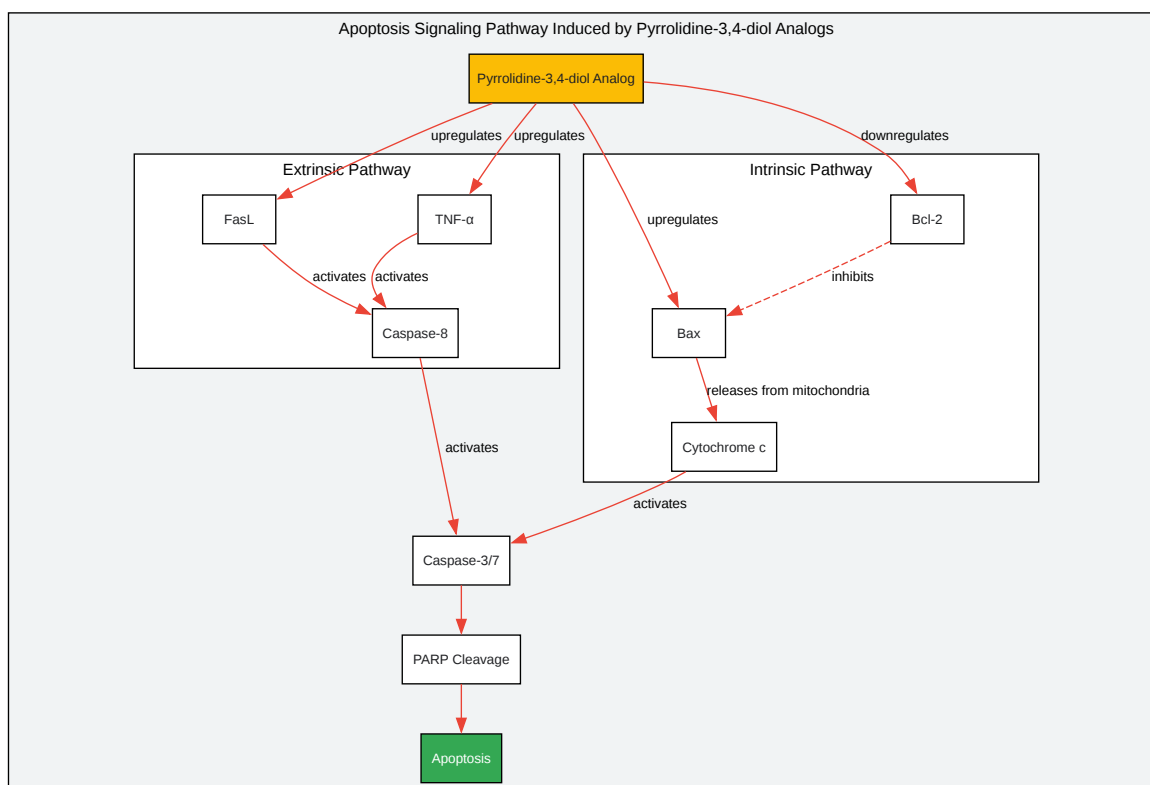 Apoptosis Signaling Pathway Induced by Pyrrolidine-3,4-diol Analogs
Pyrrolidine-3,4-diol Analog
upregulates
upregulates
downregulates
Extrinsic Pathway
Intrinsic Pathway
FasL
TNF-α
upregulates
Bcl-2
activates
activates
inhibits
Caspase-8
Bax
releases from mitochondria
activates
Cytochrome c
activates
Caspase-3/7
PARP Cleavage
Apoptosis